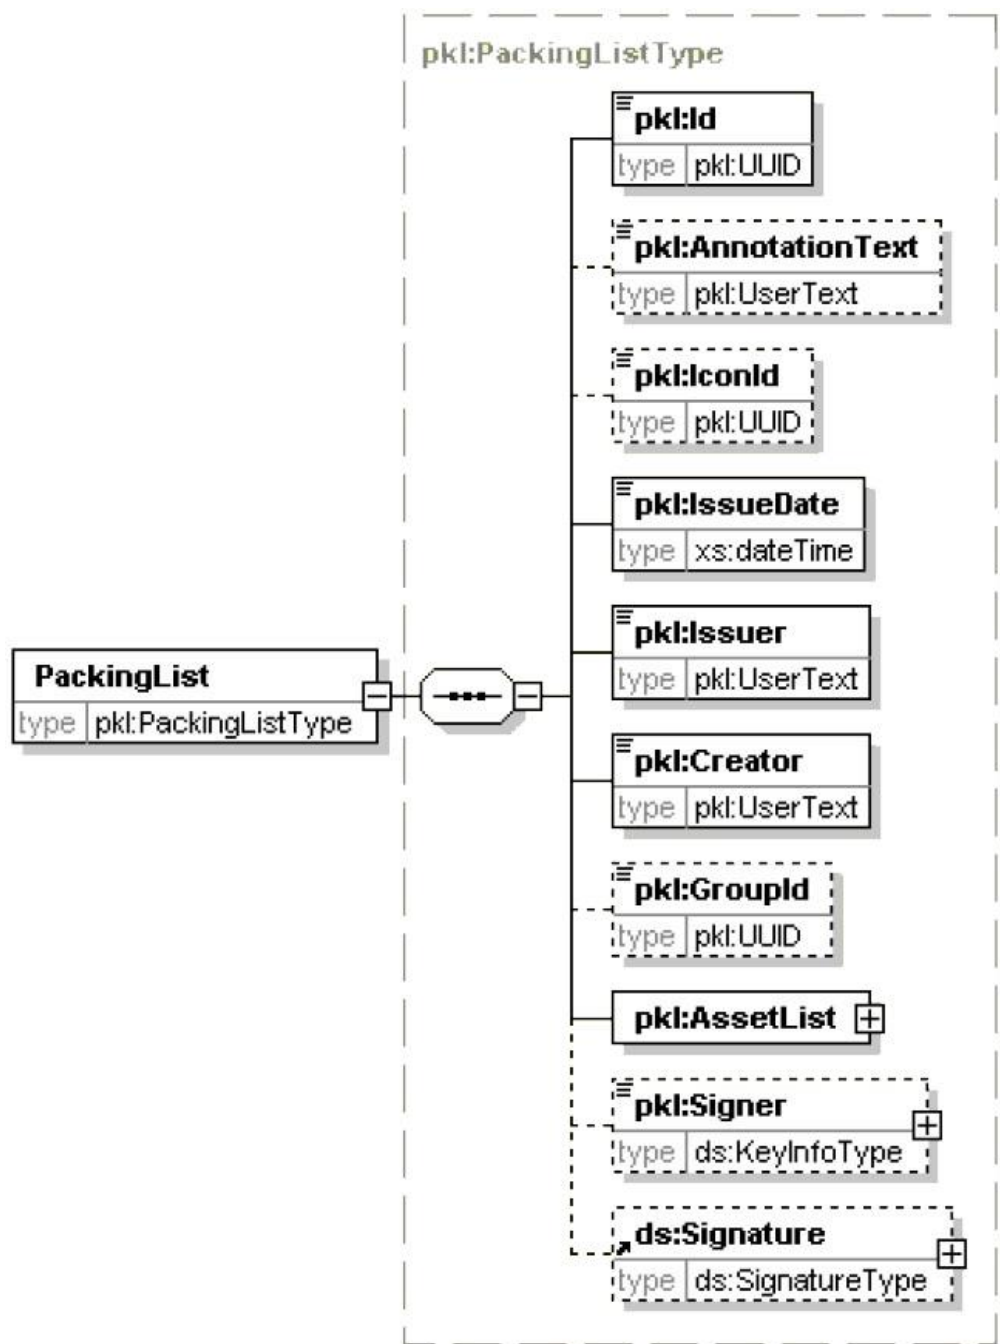 pkl:PackingListType
pkl:Id
type pkl:UUID
pkl:AnnotationText
type pkl:UserText
pkl:IconId
type pkl:UUID
pkl:IssueDate
type xs:dateTime
pkl:Issuer
type pkl:UserText
PackingList
type pkl:PackingListType
pkl:Creator
type pkl:UserText
pkl:GroupId
type pkl:UUID
pkl:AssetList
pkl:Signer
type ds:KeyInfoType
ds:Signature
type ds:SignatureType